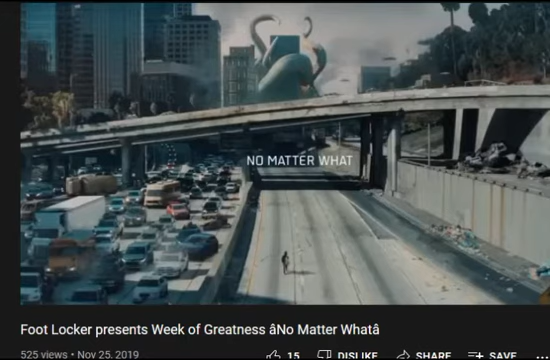 NO MATTER WHAT
Foot Locker presents Week of Greatness âNo Matter Whatâ
525 views • Nov 25, 2019
15 DISLIKE SHARE SAVE ...